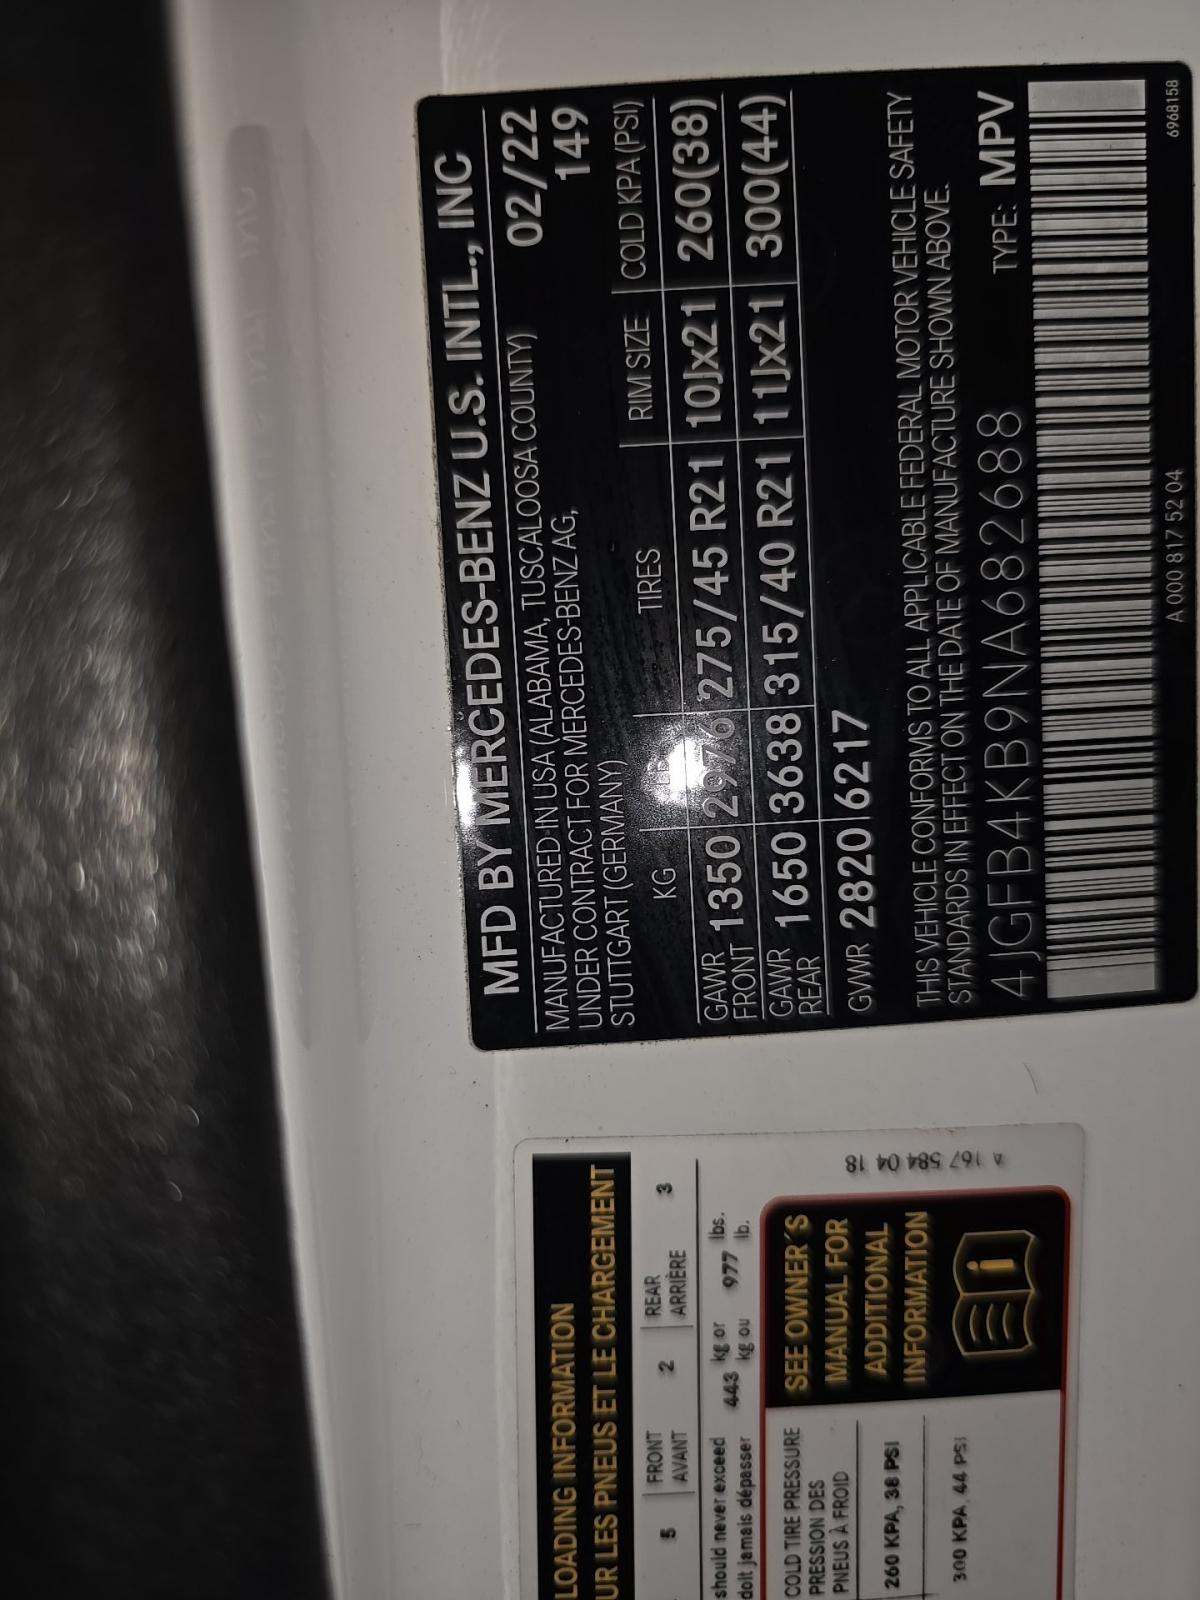 MFD BY MERCEDES-BENZ U.S. INTL., INC
MANUFACTURED IN USA (ALABAMA, TUSCALOOSA COUNTY) 02/22
UNDER CONTRACT FOR MERCEDES-BENZ AG, 149
STUTTGART (GERMANY)
KG TIRES RIM SIZE COLD KPA(PSI)
GAWR FRONT 1350 2976 275/45 R21 10Jx21 260(38)
GAWR REAR 1650 3638 315/40 R21 11Jx21 300(44)
GVWR 2820 6217
THIS VEHICLE CONFORMS TO ALL APPLICABLE FEDERAL MOTOR VEHICLE SAFETY
STANDARDS IN EFFECT ON THE DATE OF MANUFACTURE SHOWN ABOVE.
4JGFB4KB9NA682688 TYPE: MPV
A 000 817 52 04 6968158
LOADING INFORMATION
UR LES PNEUS ET LE CHARGEMENT
5 FRONT 2 REAR 3
AVANT ARRIÈRE
should never exceed 443 kg or 977 lbs.
doit jamais dépasser kg ou lb.
COLD TIRE PRESSURE
PRESSION DES
PNEUS À FROID
260 KPA, 38 PSI
300 KPA, 44 PSI
SEE OWNER'S
MANUAL FOR
ADDITIONAL
INFORMATION
i
A 167 584 04 18